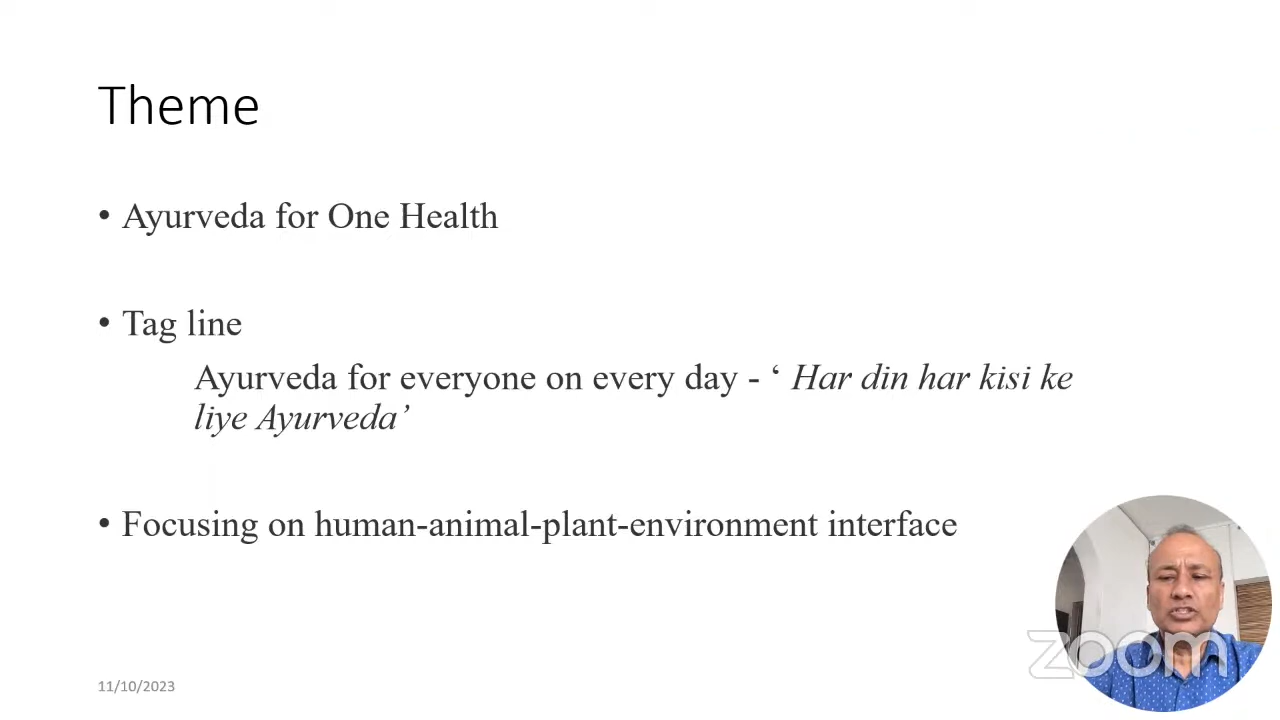 Theme
• Ayurveda for One Health
• Tag line
Ayurveda for everyone on every day - ‘ Har din har kisi ke
liye Ayurveda’
• Focusing on human-animal-plant-environment interface
zoom
11/10/2023